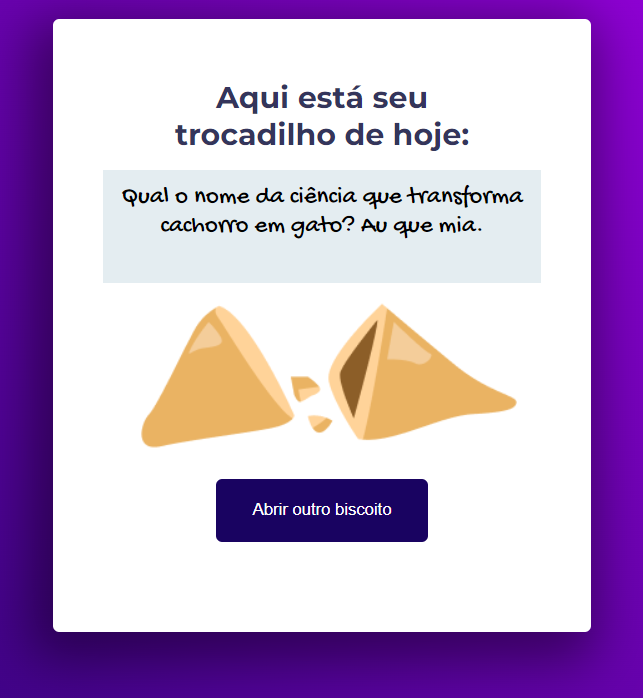 Aqui está seu
trocadilho de hoje:
Qual o nome da ciência que transforma
cachorro em gato? Au que mia.
Abrir outro biscoito